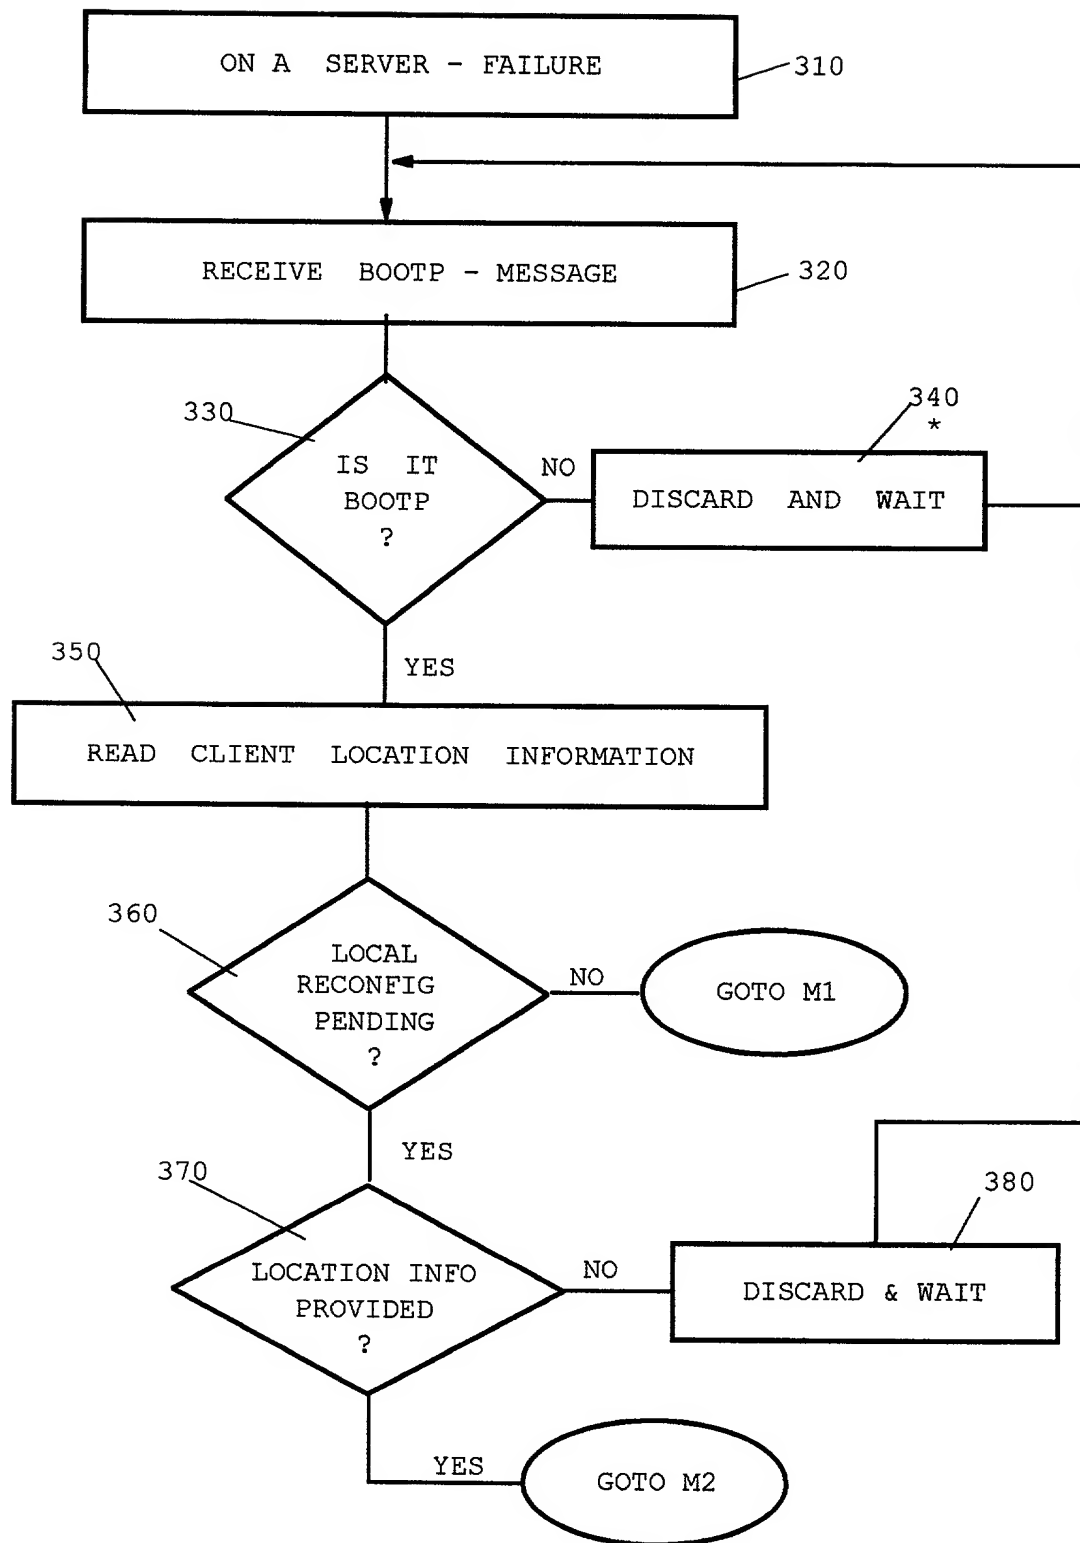 ON A SERVER - FAILURE
310
RECEIVE BOOTP - MESSAGE
320
330
IS IT
BOOTP
?
NO
340
*
DISCARD AND WAIT
YES
350
READ CLIENT LOCATION INFORMATION
360
LOCAL
RECONFIG
PENDING
?
NO
GOTO M1
YES
370
LOCATION INFO
PROVIDED
?
NO
380
DISCARD & WAIT
YES
GOTO M2